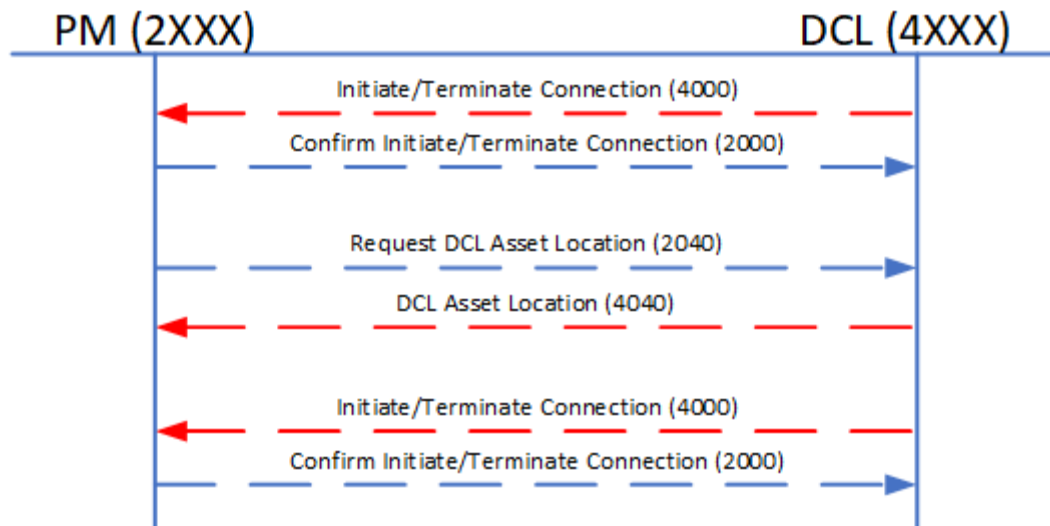 PM (2XXX) DCL (4XXX)
Initiate/Terminate Connection (4000)
Confirm Initiate/Terminate Connection (2000)
Request DCL Asset Location (2040)
DCL Asset Location (4040)
Initiate/Terminate Connection (4000)
Confirm Initiate/Terminate Connection (2000)